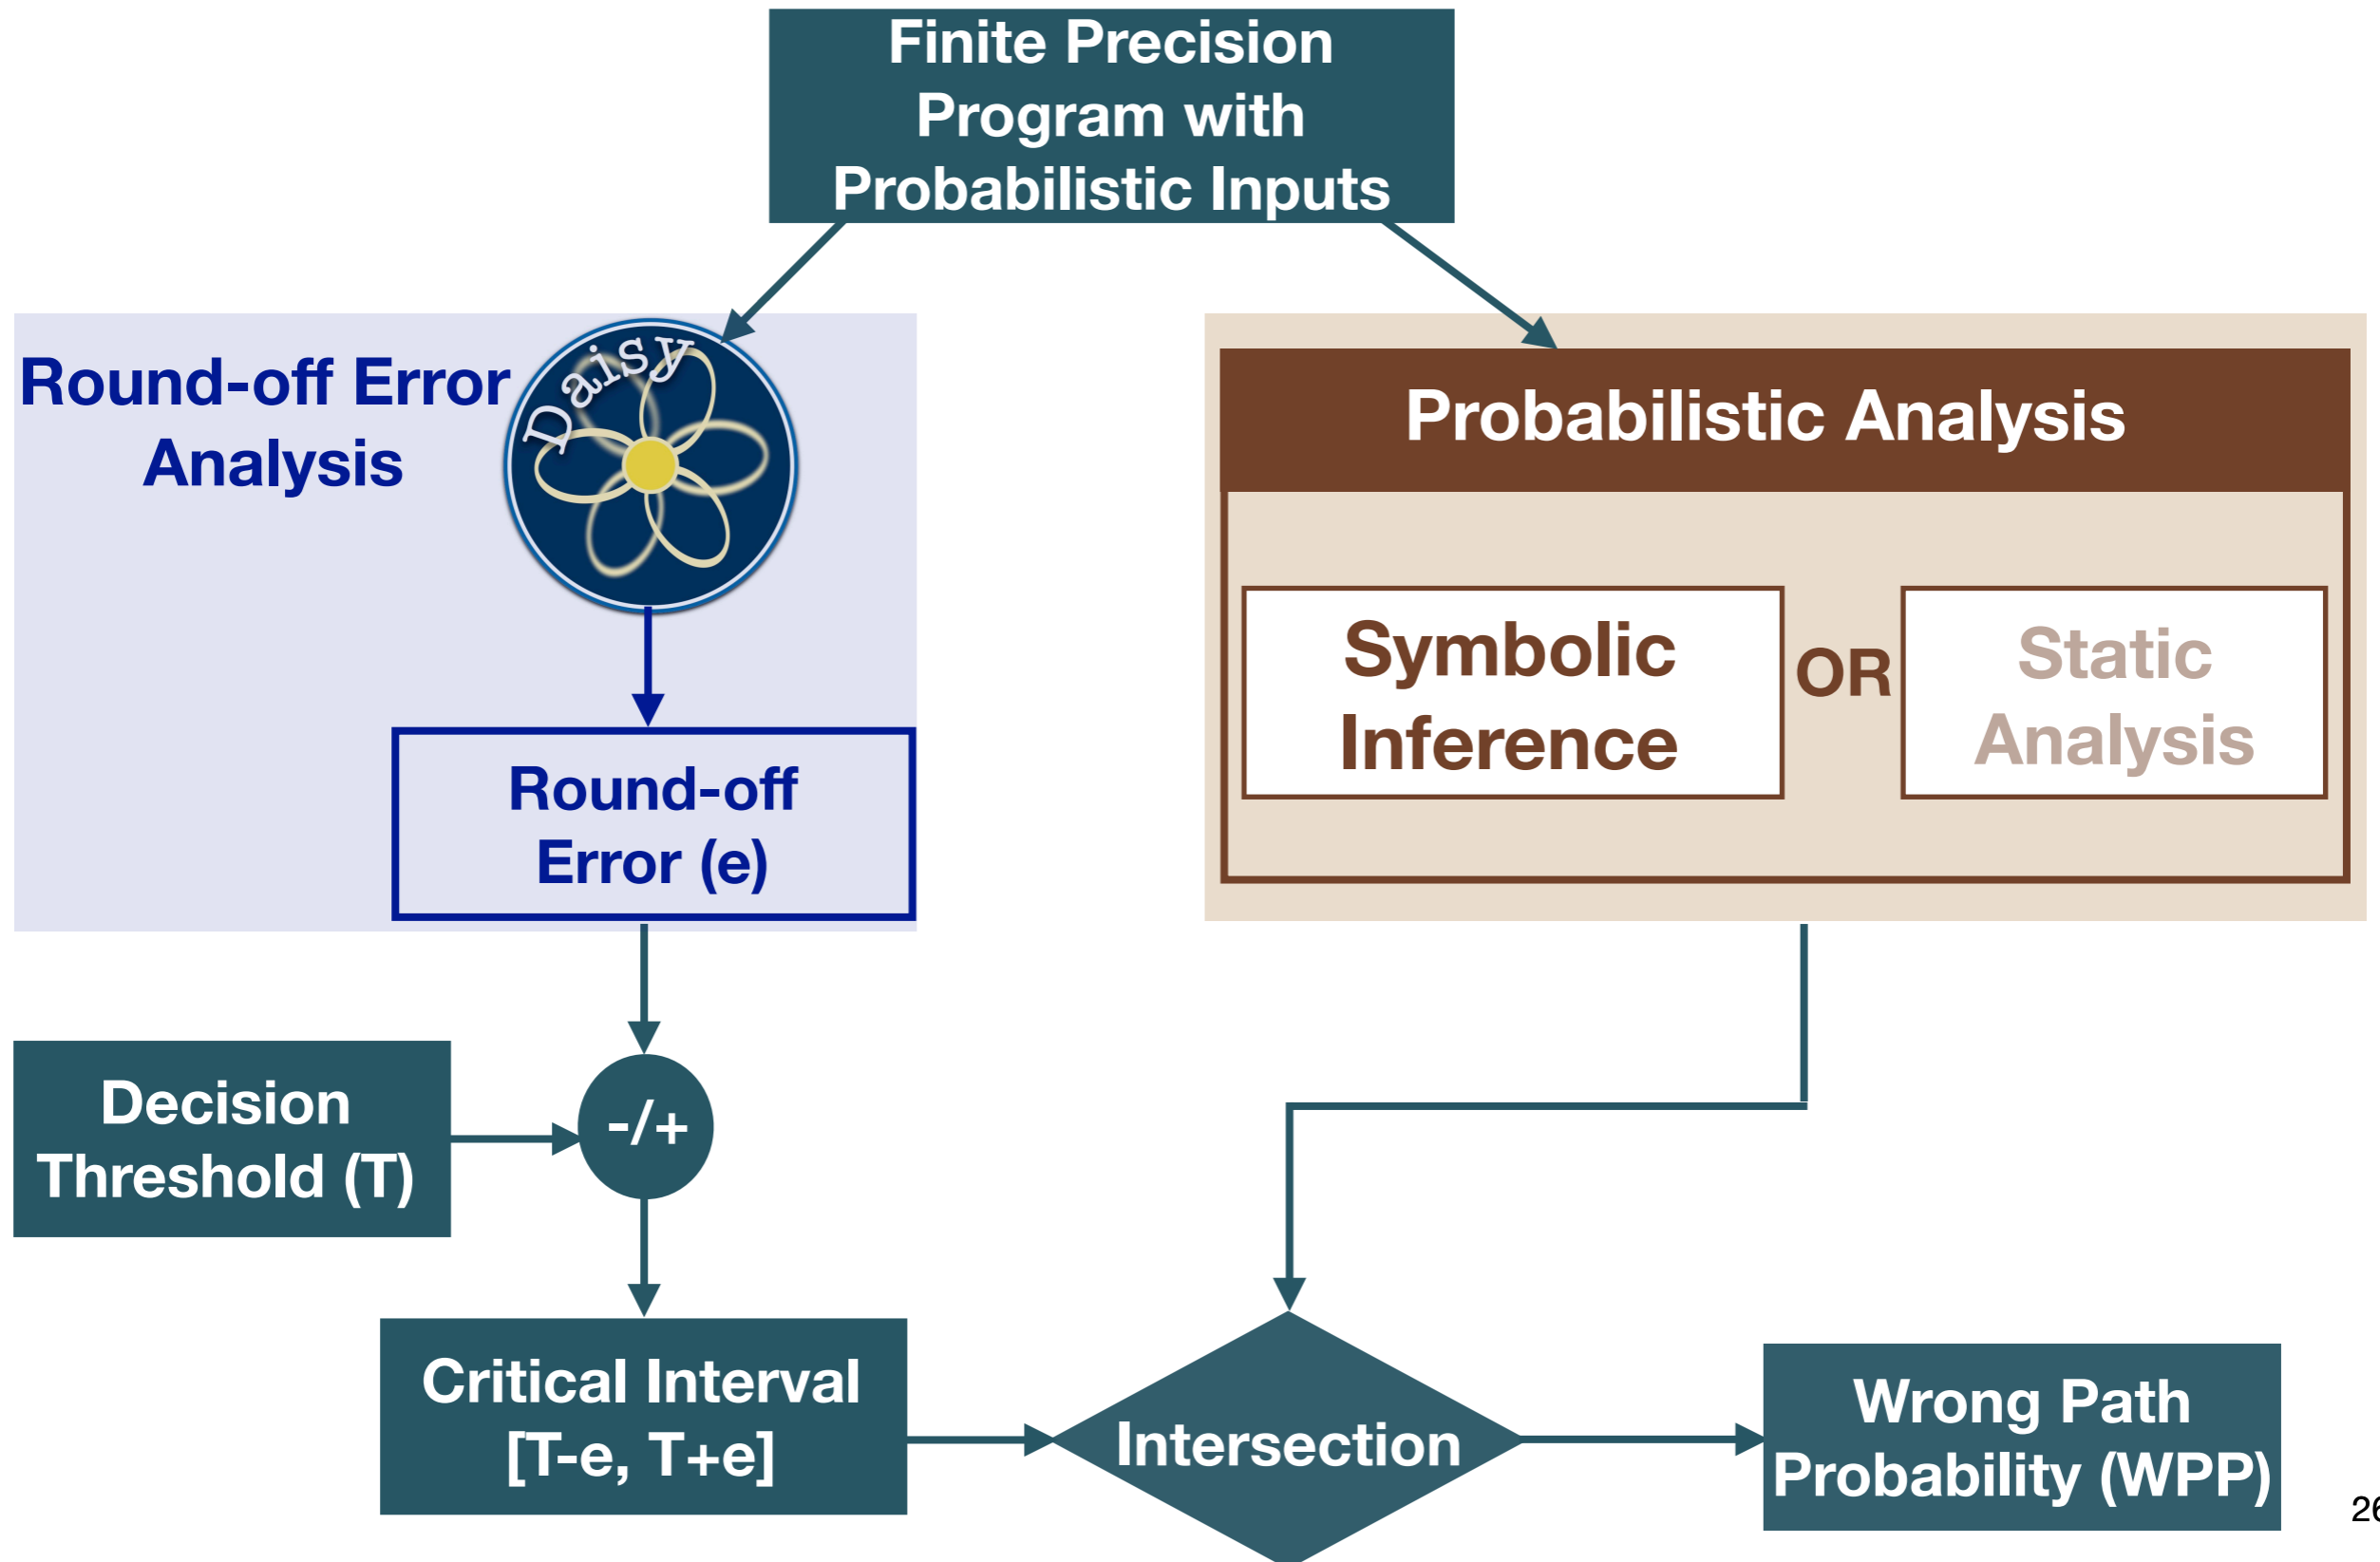 Finite Precision
Program with
Probabilistic Inputs
Round-off Error
Analysis
Daisy
Round-off
Error (e)
Probabilistic Analysis
Symbolic
Inference
OR
Static
Analysis
Decision
Threshold (T)
-/+
Critical Interval
[T-e, T+e]
Intersection
Wrong Path
Probability (WPP)
26